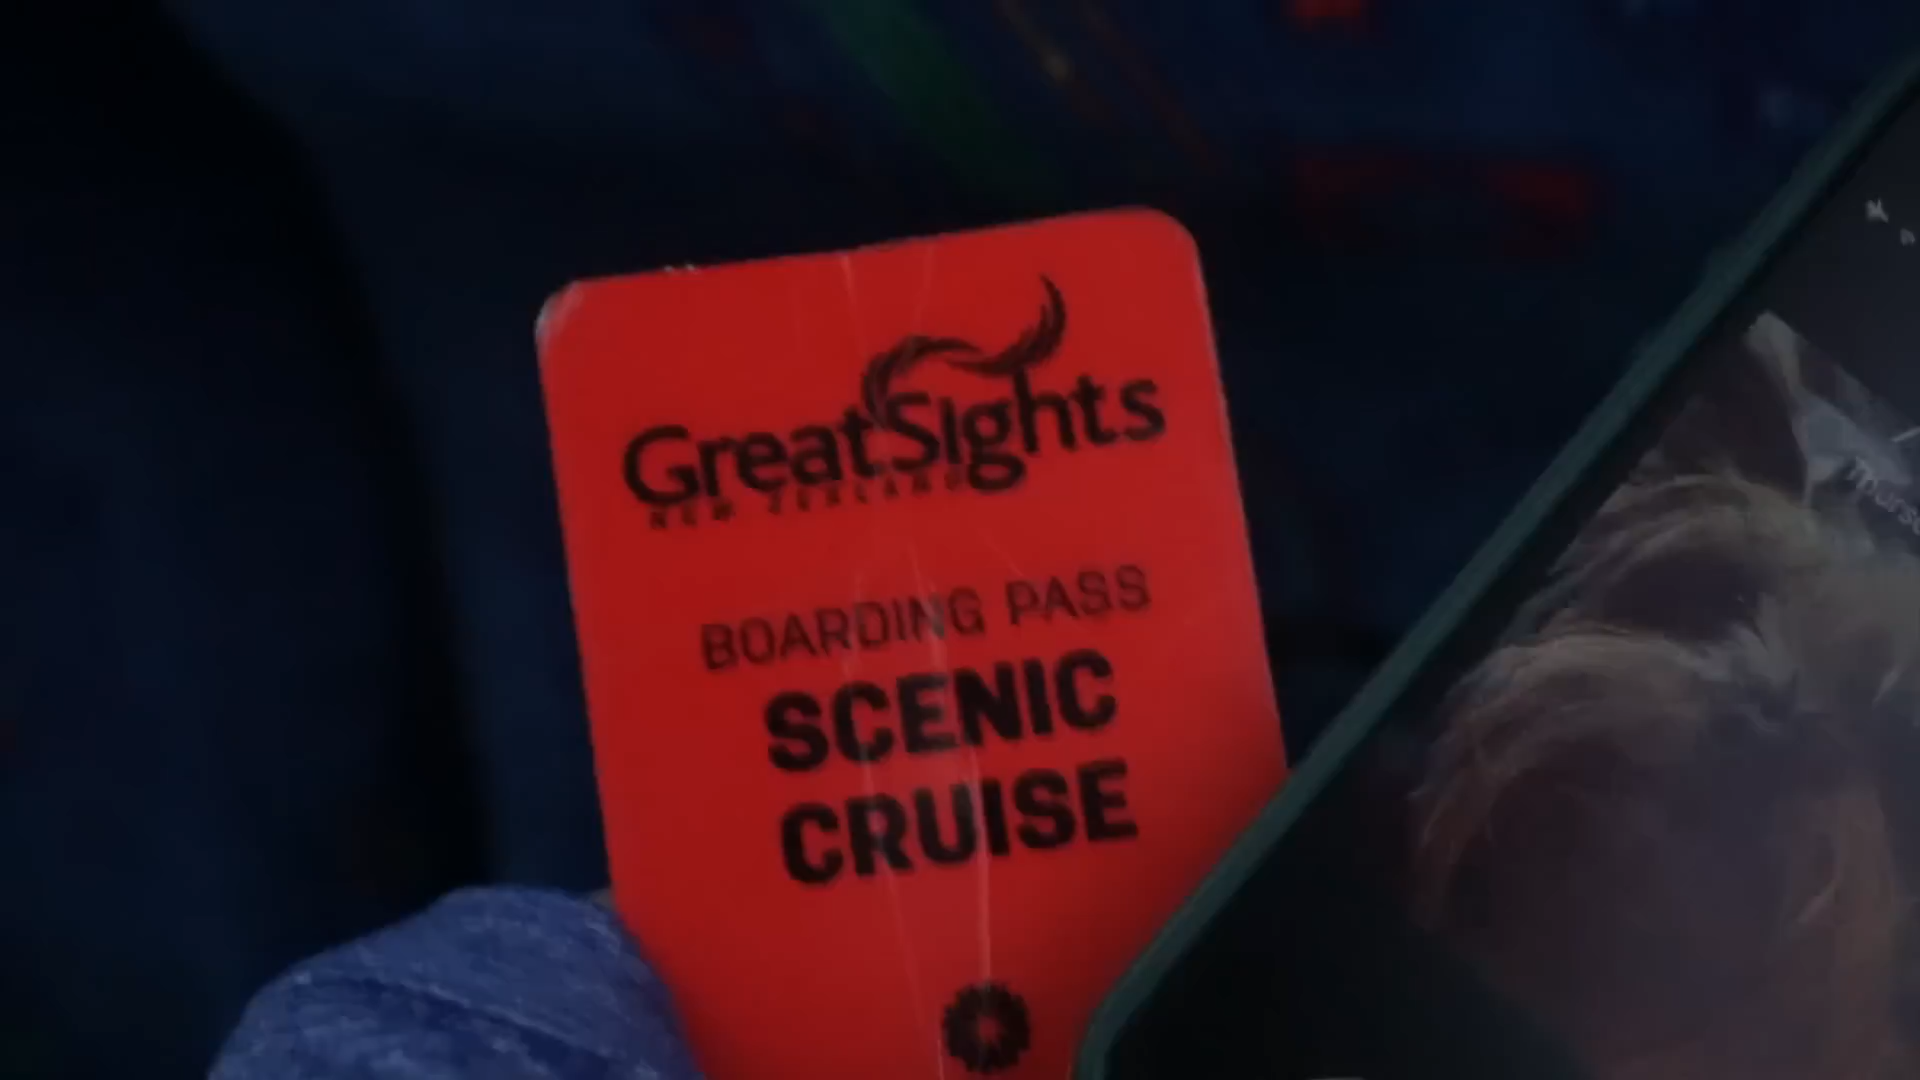 GreatSights
NEW ZEALAND
BOARDING PASS
SCENIC
CRUISE